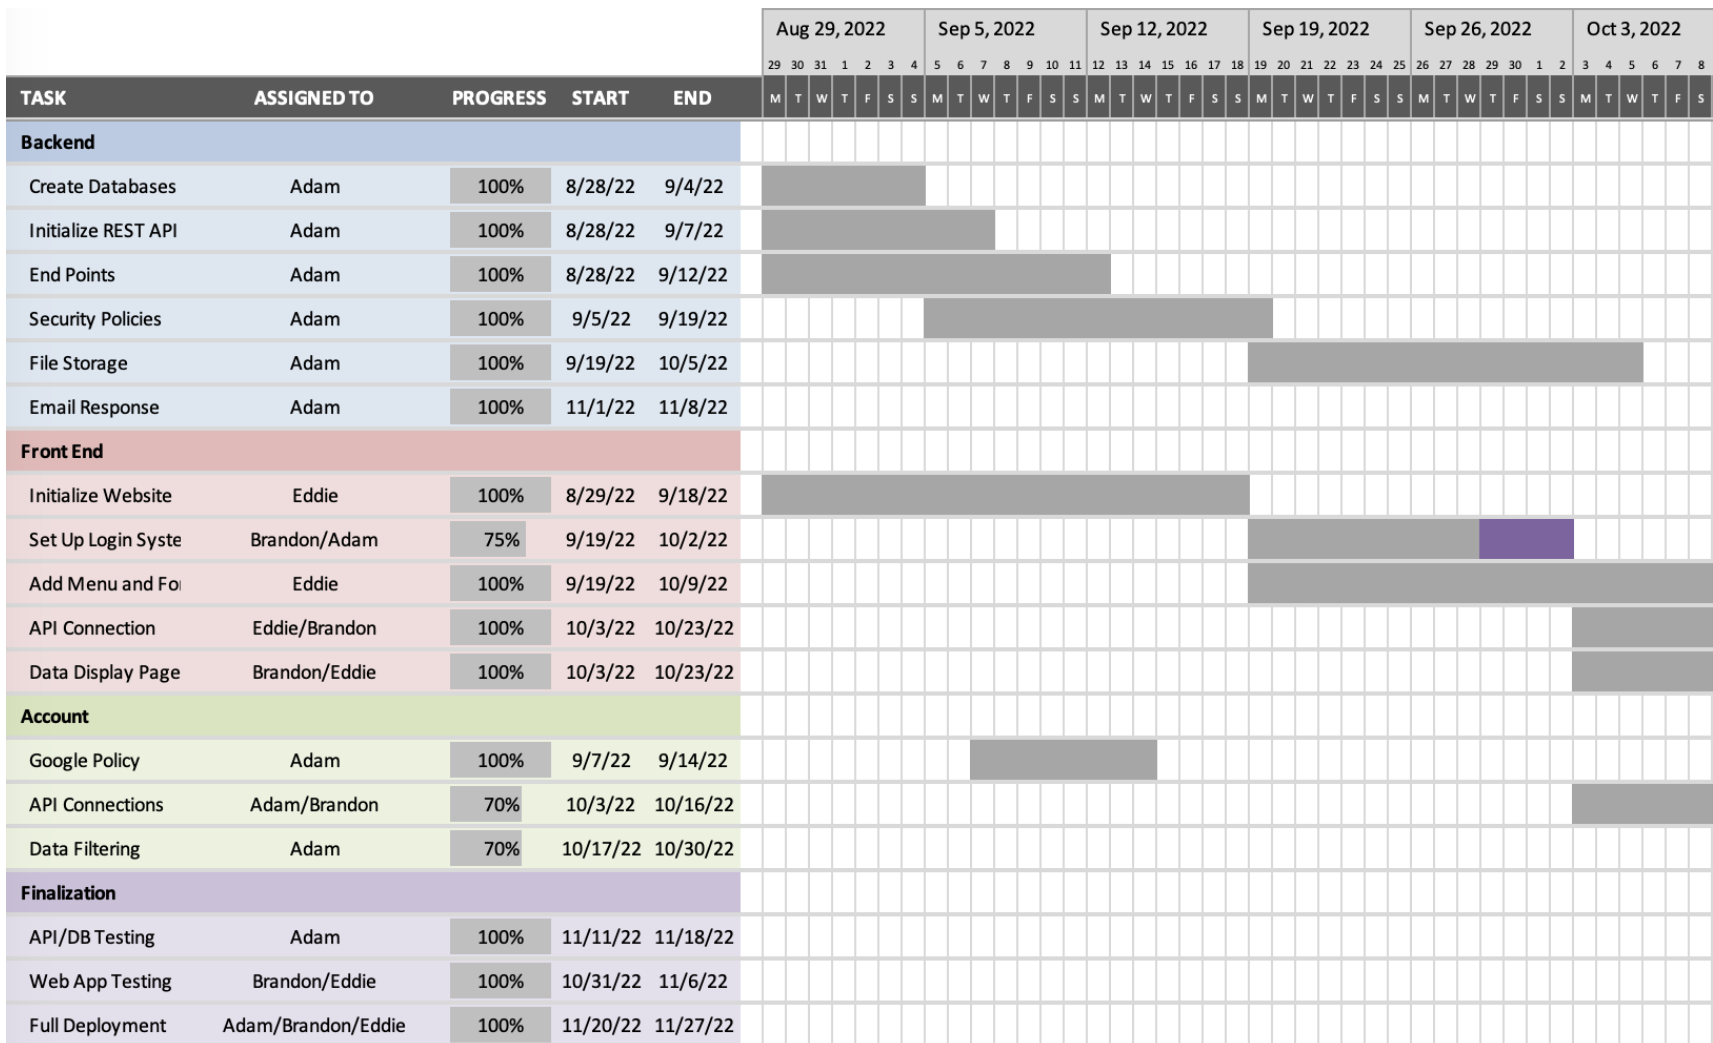 Aug 29, 2022 Sep 5, 2022 Sep 12, 2022 Sep 19, 2022 Sep 26, 2022 Oct 3, 2022
29 30 31 1 2 3 4 5 6 7 8 9 10 11 12 13 14 15 16 17 18 19 20 21 22 23 24 25 26 27 28 29 30 1 2 3 4 5 6 7 8
TASK ASSIGNED TO PROGRESS START END M T W T F S S M T W T F S S M T W T F S S M T W T F S S M T W T F S S M T W T F S
Backend
Create Databases Adam 100% 8/28/22 9/4/22
Initialize REST API Adam 100% 8/28/22 9/7/22
End Points Adam 100% 8/28/22 9/12/22
Security Policies Adam 100% 9/5/22 9/19/22
File Storage Adam 100% 9/19/22 10/5/22
Email Response Adam 100% 11/1/22 11/8/22
Front End
Initialize Website Eddie 100% 8/29/22 9/18/22
Set Up Login Syste Brandon/Adam 75% 9/19/22 10/2/22
Add Menu and For Eddie 100% 9/19/22 10/9/22
API Connection Eddie/Brandon 100% 10/3/22 10/23/22
Data Display Page Brandon/Eddie 100% 10/3/22 10/23/22
Account
Google Policy Adam 100% 9/7/22 9/14/22
API Connections Adam/Brandon 70% 10/3/22 10/16/22
Data Filtering Adam 70% 10/17/22 10/30/22
Finalization
API/DB Testing Adam 100% 11/11/22 11/18/22
Web App Testing Brandon/Eddie 100% 10/31/22 11/6/22
Full Deployment Adam/Brandon/Eddie 100% 11/20/22 11/27/22